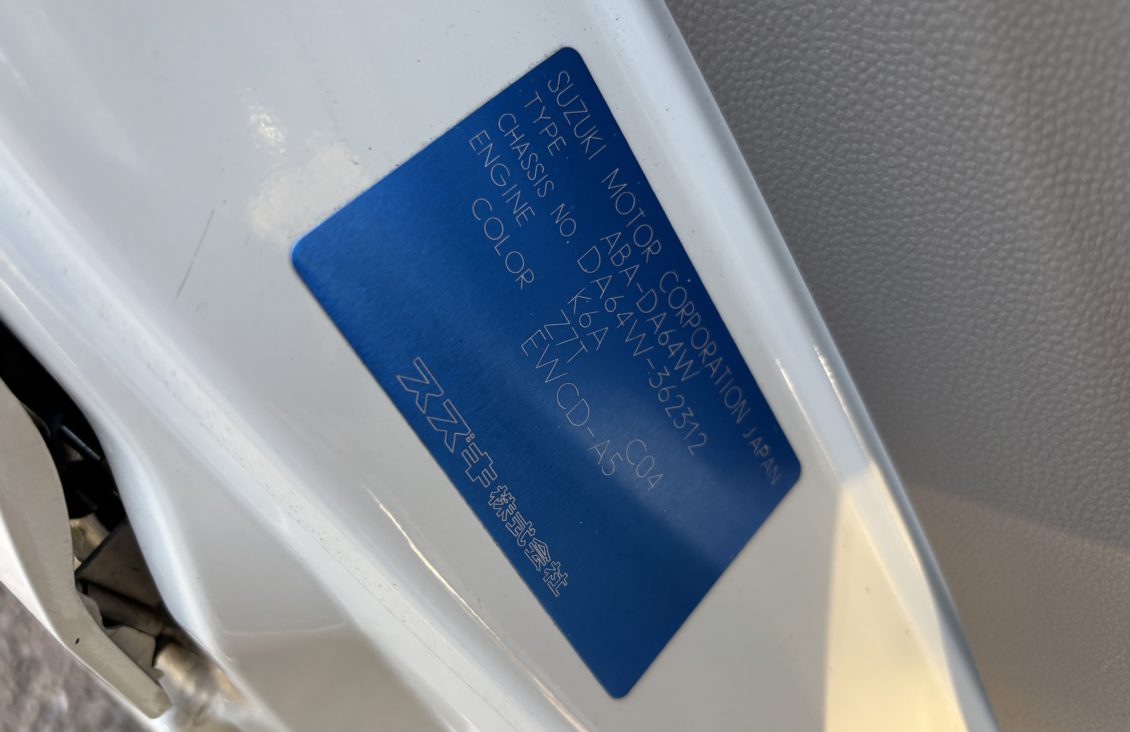 SUZUKI MOTOR CORPORATION JAPAN
TYPE ABA-DA64W
CHASSIS NO. DA64W-362312
ENGINE K6A C04
COLOR Z7T
EWCD-A5
スズキ株式会社